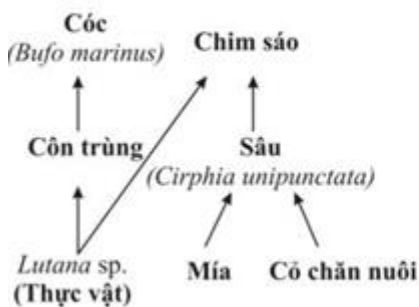 Cóc
(Bufo marinus)
Chim sáo
Côn trùng
Sâu
(Cirphia unipunctata)
Lutana sp.
(Thực vật)
Mía
Cỏ chăn nuôi